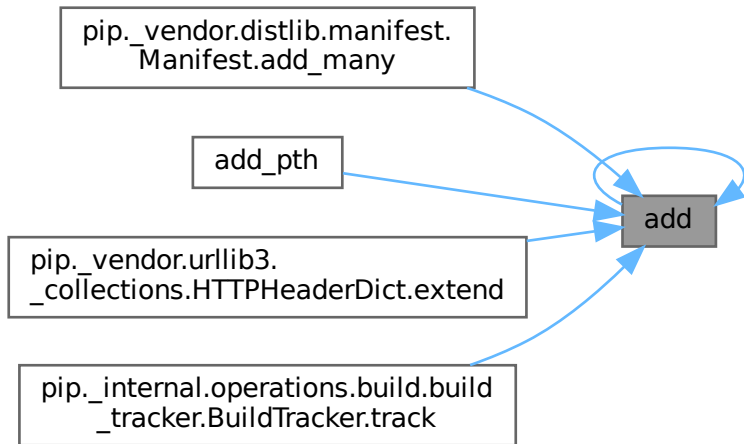 pip._vendor.distlib.manifest.
Manifest.add_many
add_pth
add
pip._vendor.urllib3.
_collections.HTTPHeaderDict.extend
pip._internal.operations.build.build
_tracker.BuildTracker.track